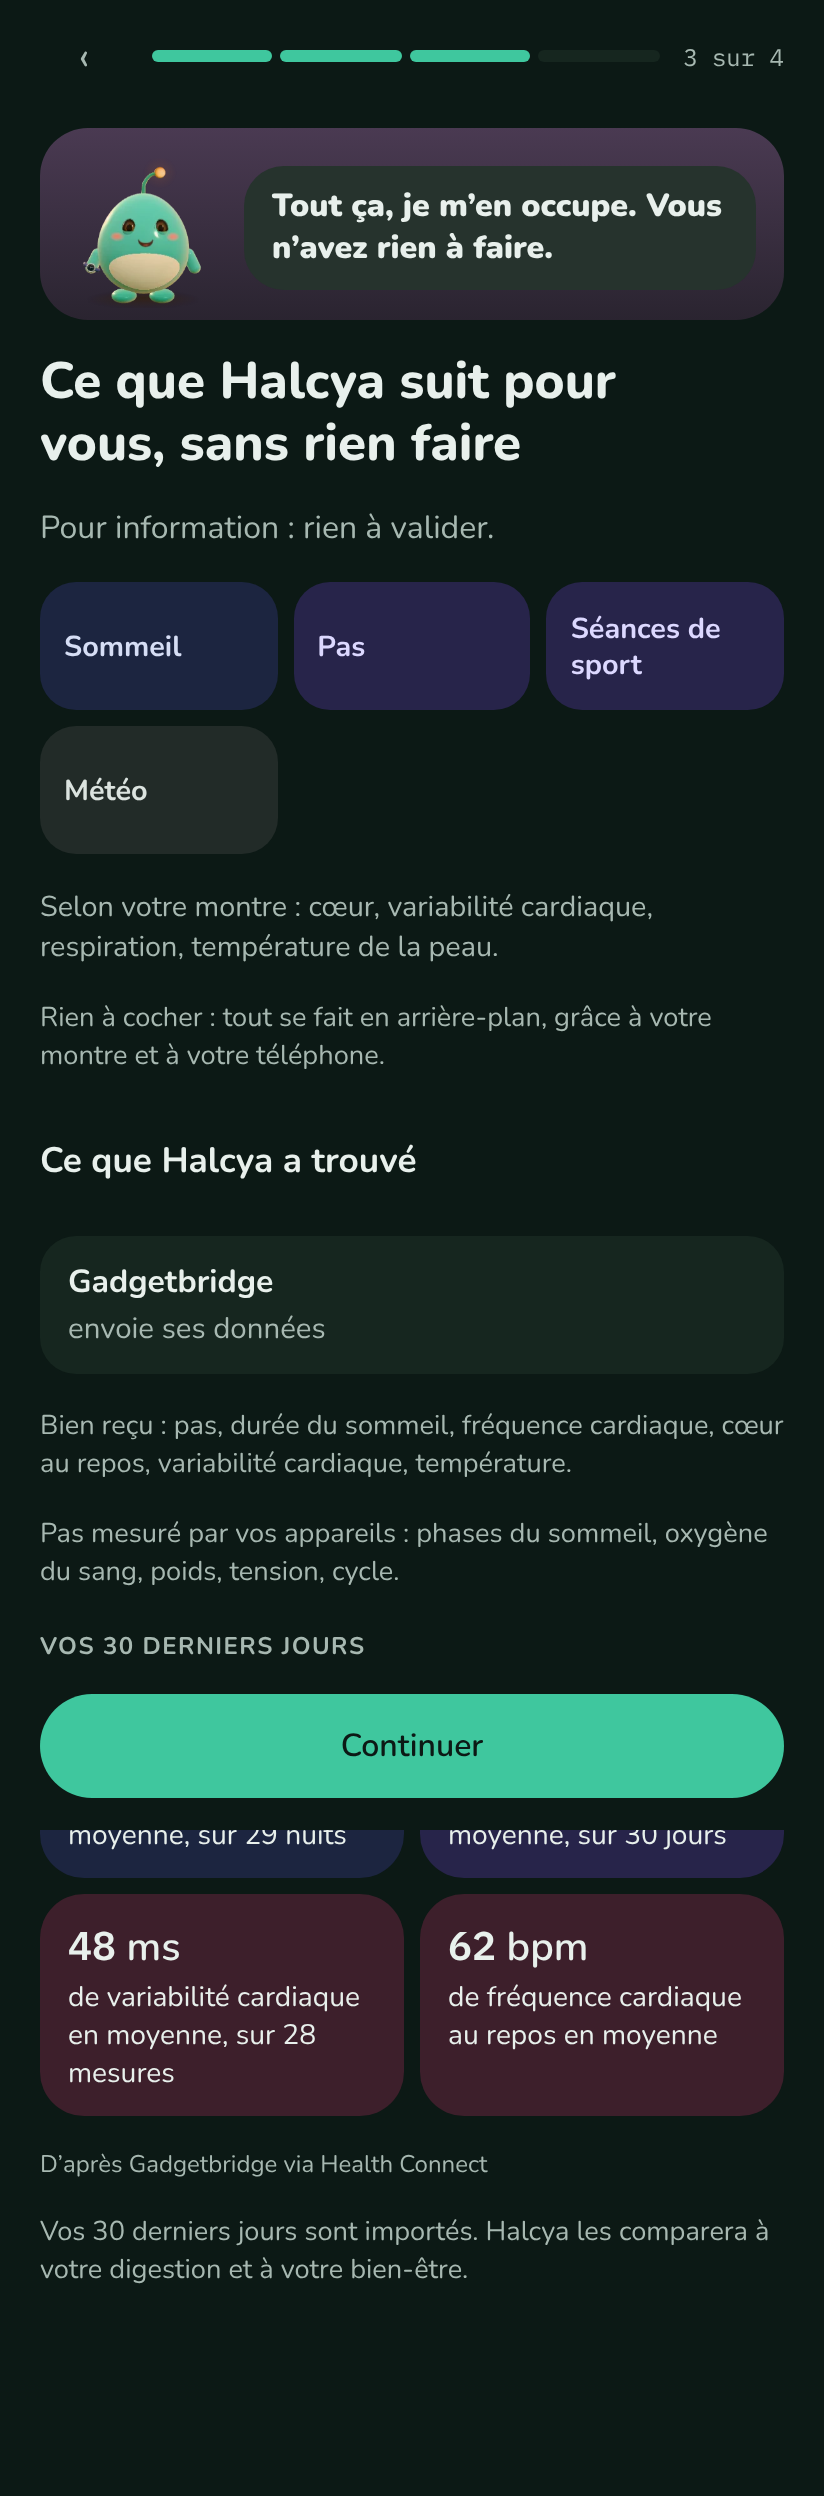 3 sur 4
Tout ça, je m’en occupe. Vous
n’avez rien à faire.
Ce que Halcya suit pour
vous, sans rien faire
Pour information : rien à valider.
Sommeil
Pas
Séances de
sport
Météo
Selon votre montre : cœur, variabilité cardiaque,
respiration, température de la peau.
Rien à cocher : tout se fait en arrière-plan, grâce à votre
montre et à votre téléphone.
Ce que Halcya a trouvé
Gadgetbridge
envoie ses données
Bien reçu : pas, durée du sommeil, fréquence cardiaque, cœur
au repos, variabilité cardiaque, température.
Pas mesuré par vos appareils : phases du sommeil, oxygène
du sang, poids, tension, cycle.
VOS 30 DERNIERS JOURS
Continuer
moyenne, sur 29 nuits
moyenne, sur 30 jours
48 ms
de variabilité cardiaque
en moyenne, sur 28
mesures
62 bpm
de fréquence cardiaque
au repos en moyenne
D’après Gadgetbridge via Health Connect
Vos 30 derniers jours sont importés. Halcya les comparera à
votre digestion et à votre bien-être.